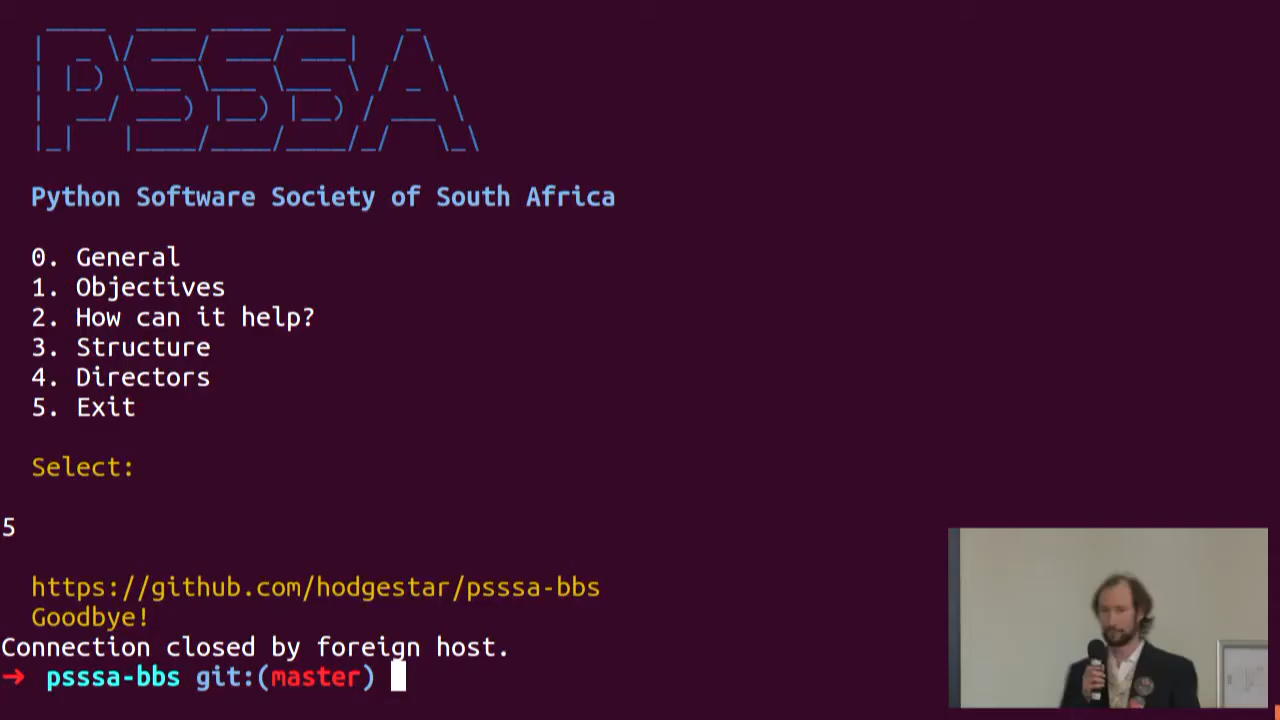 PSSSA
Python Software Society of South Africa
0. General
1. Objectives
2. How can it help?
3. Structure
4. Directors
5. Exit
Select:
5
https://github.com/hodgestar/psssa-bbs
Goodbye!
Connection closed by foreign host.
➜ psssa-bbs git:(master)